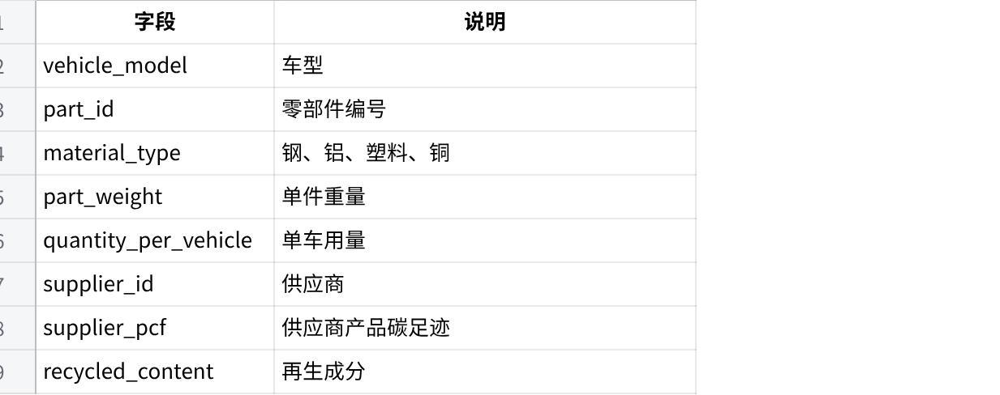 1 字段 说明
2 vehicle_model 车型
3 part_id 零部件编号
4 material_type 钢、铝、塑料、铜
5 part_weight 单件重量
6 quantity_per_vehicle 单车用量
7 supplier_id 供应商
8 supplier_pcf 供应商产品碳足迹
9 recycled_content 再生成分